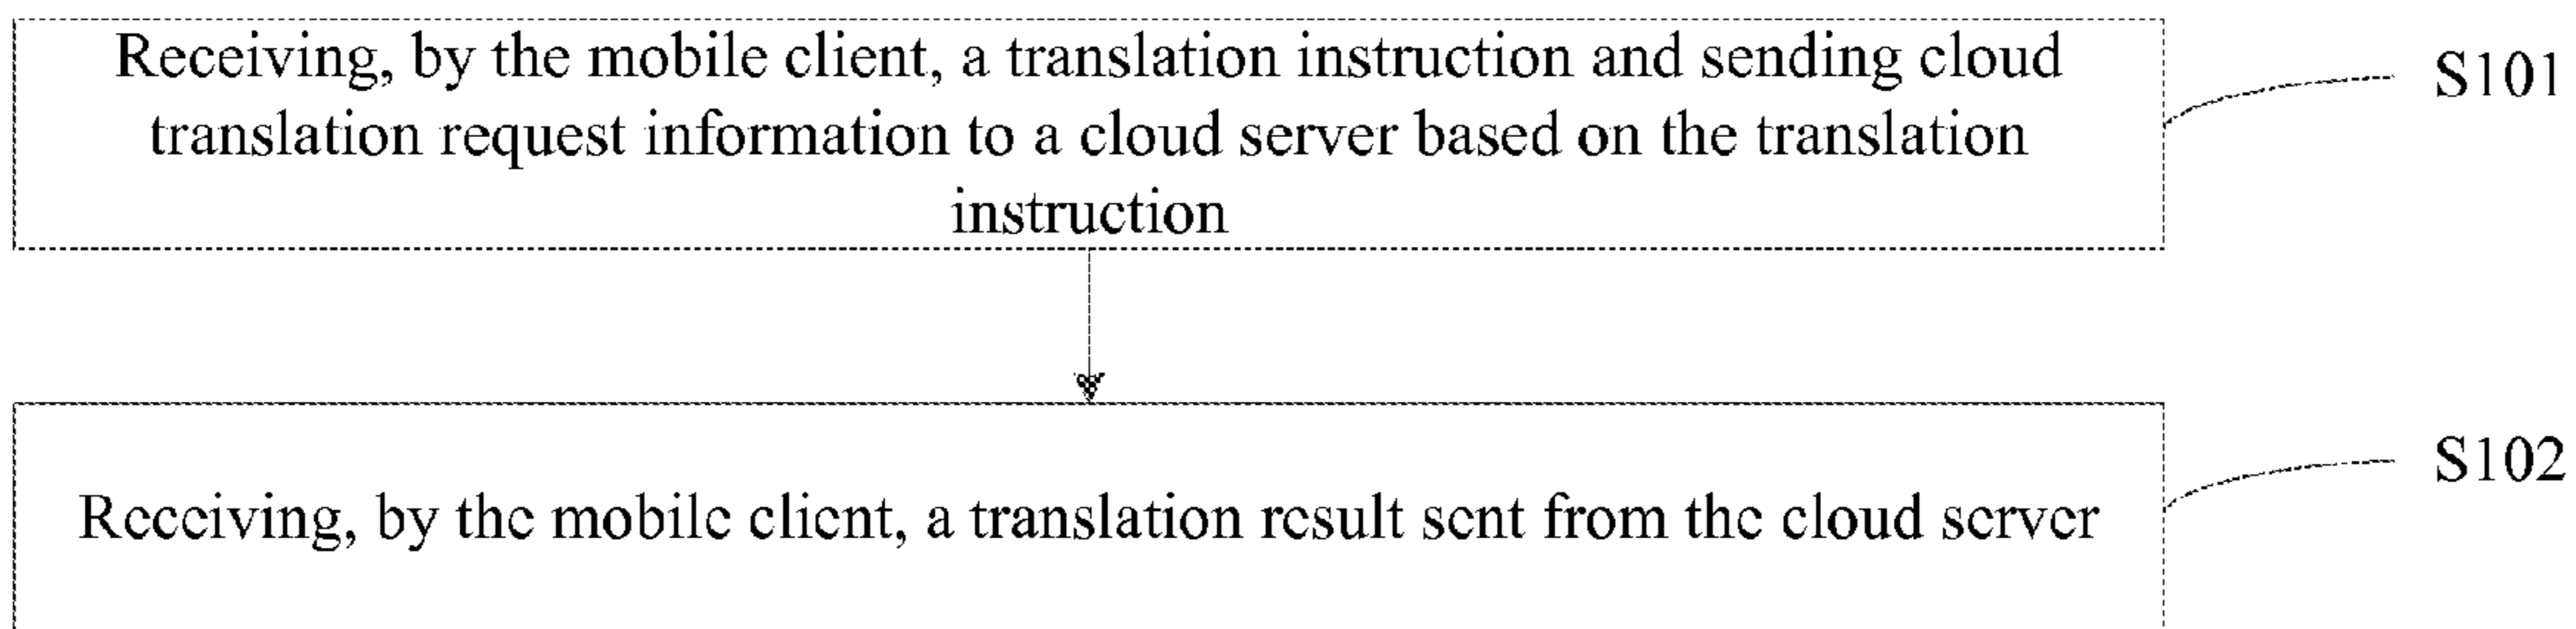 Receiving, by the mobile client, a translation instruction and sending cloud
translation request information to a cloud server based on the translation
instruction
S101
Receiving, by the mobile client, a translation result sent from the cloud server
S102